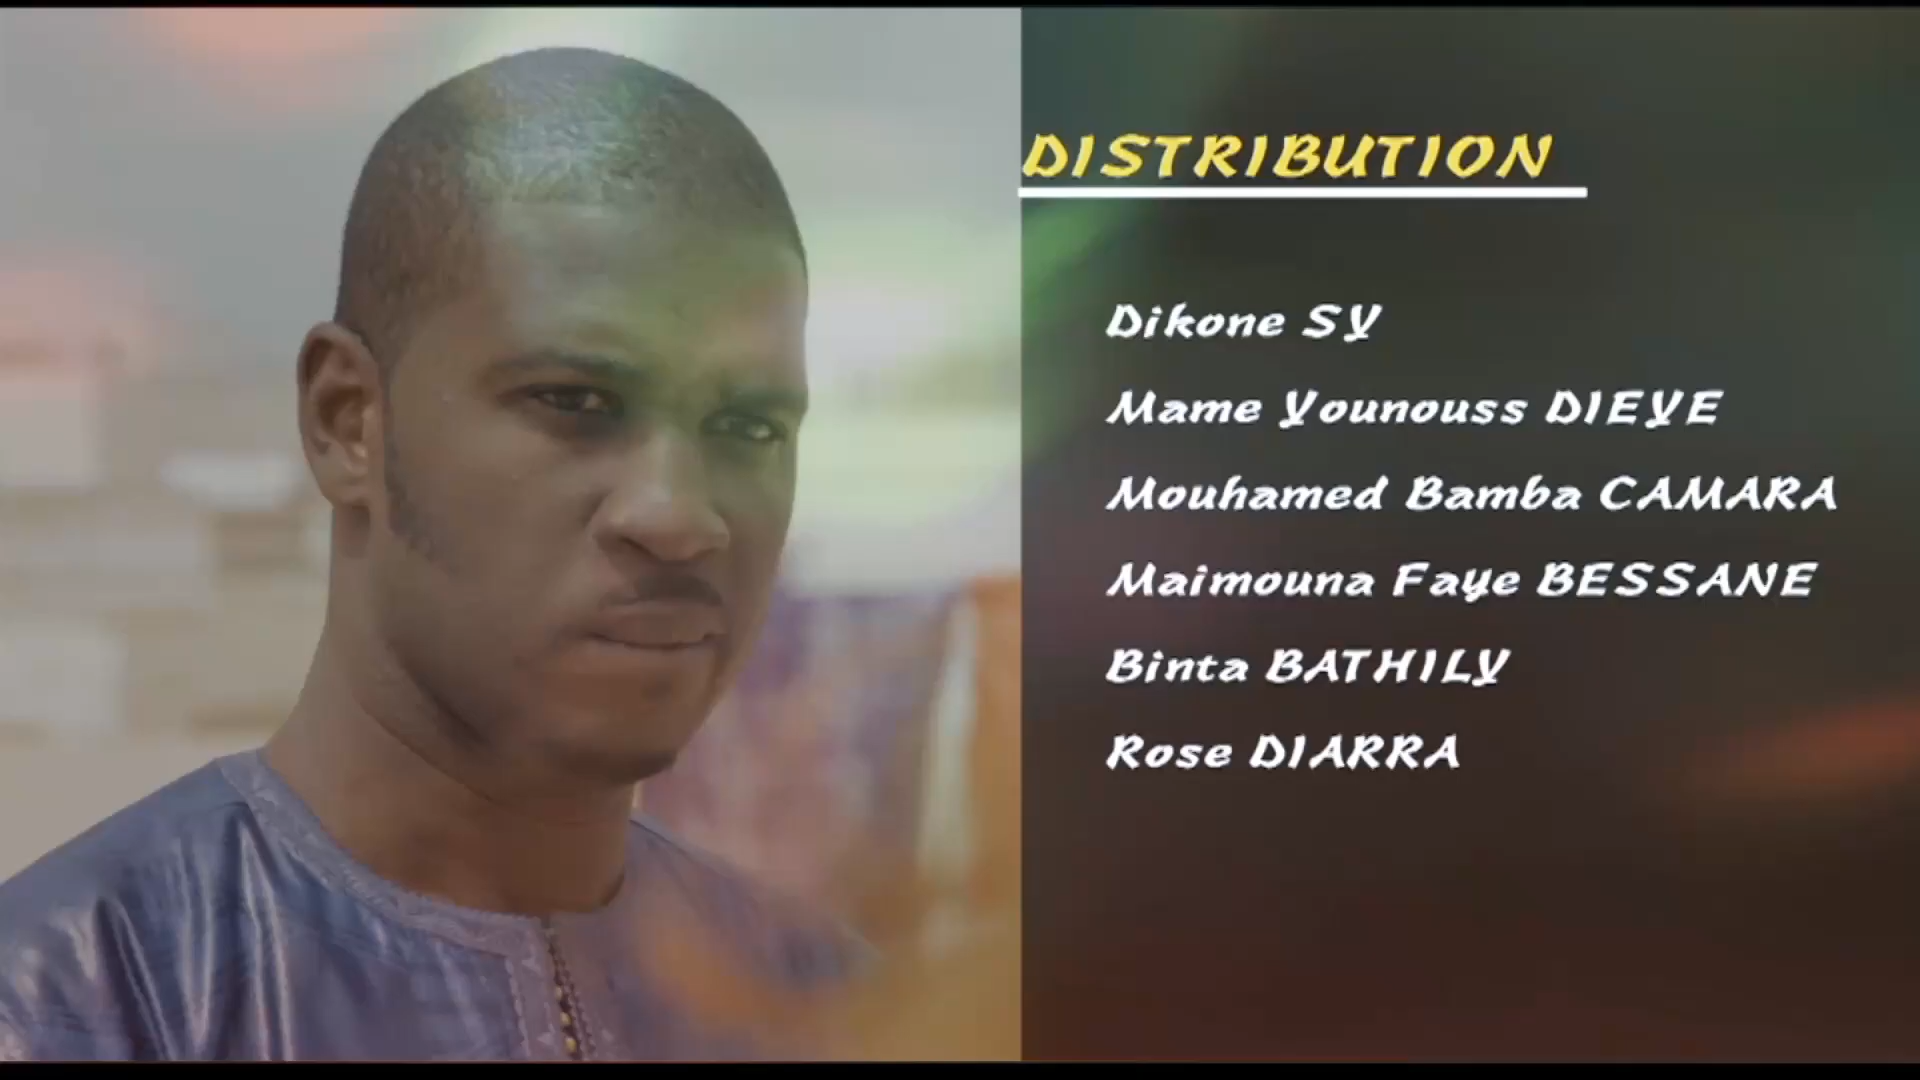 DISTRIBUTION
Dikone SY
Mame Younouss DIEYE
Mouhamed Bamba CAMARA
Maimouna Faye BESSANE
Binta BATHILY
Rose DIARRA